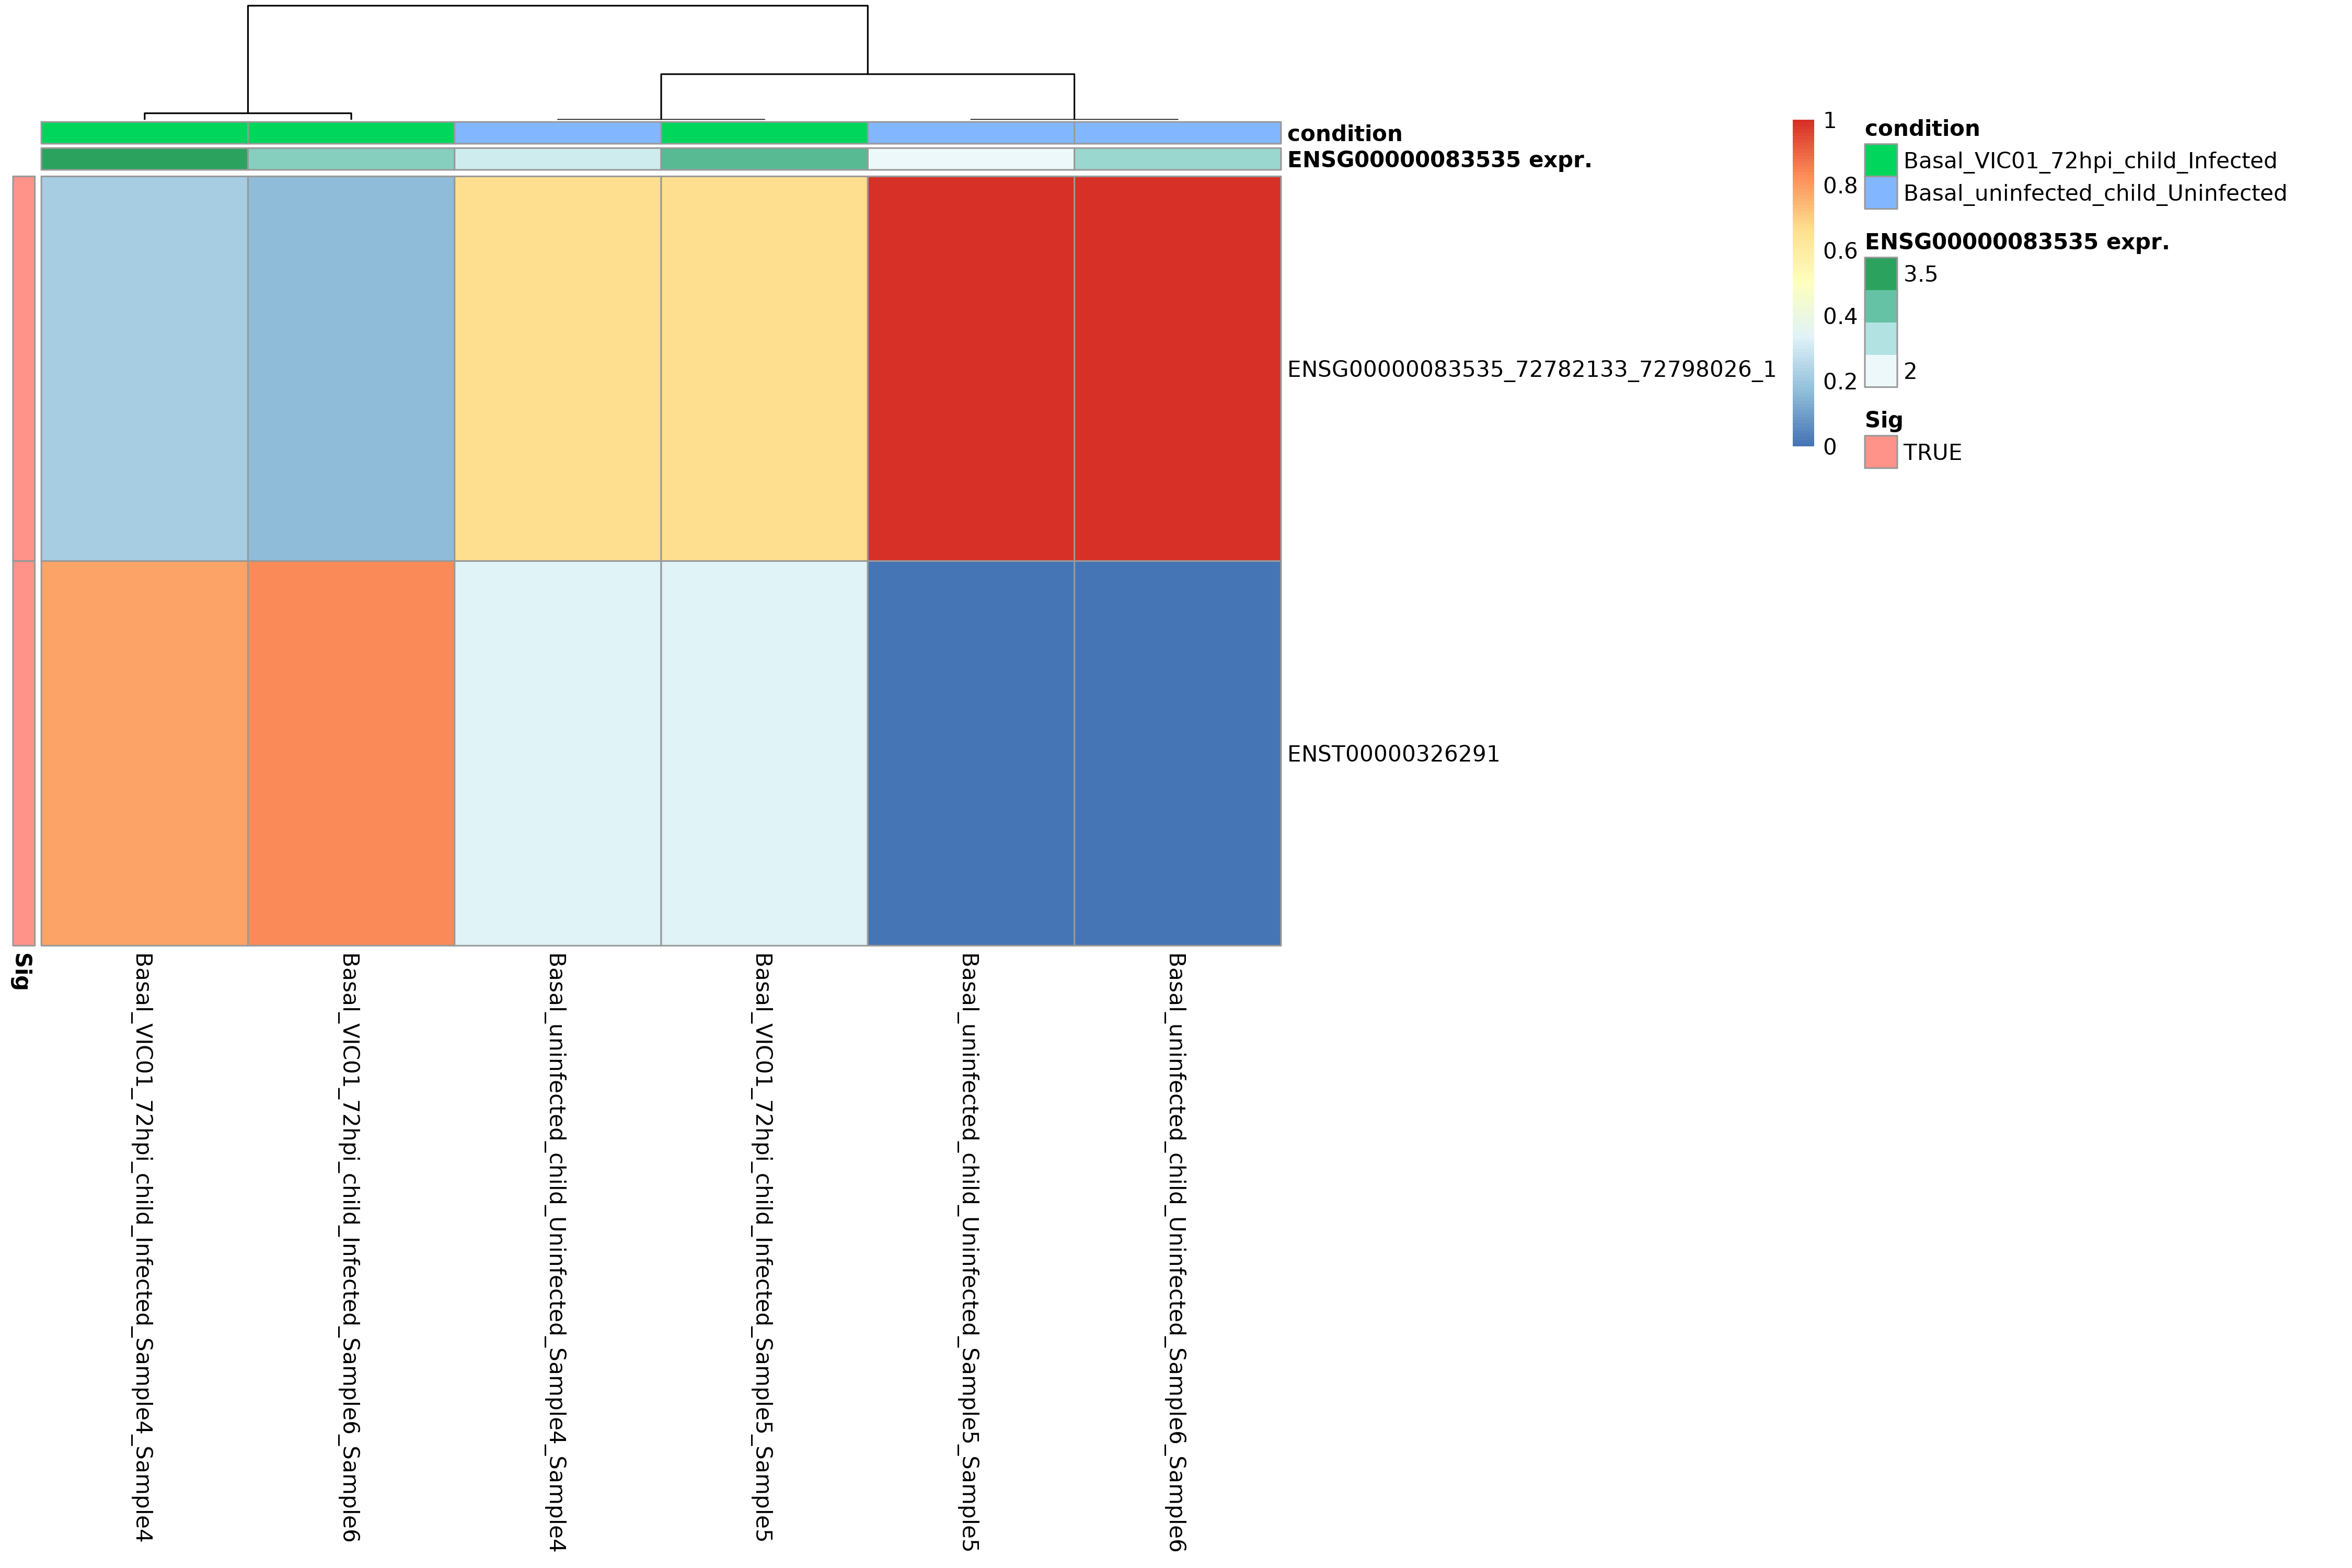 condition
ENSG00000083535 expr.
ENSG00000083535_72782133_72798026_1
ENST00000326291
1
0.8
0.6
0.4
0.2
0
condition
Basal_VIC01_72hpi_child_Infected
Basal_uninfected_child_Uninfected
ENSG00000083535 expr.
3.5
2
Sig
TRUE
Sig
Basal_VIC01_72hpi_child_Infected_Sample4_Sample4
Basal_VIC01_72hpi_child_Infected_Sample6_Sample6
Basal_uninfected_child_Uninfected_Sample4_Sample4
Basal_VIC01_72hpi_child_Infected_Sample5_Sample5
Basal_uninfected_child_Uninfected_Sample5_Sample5
Basal_uninfected_child_Uninfected_Sample6_Sample6